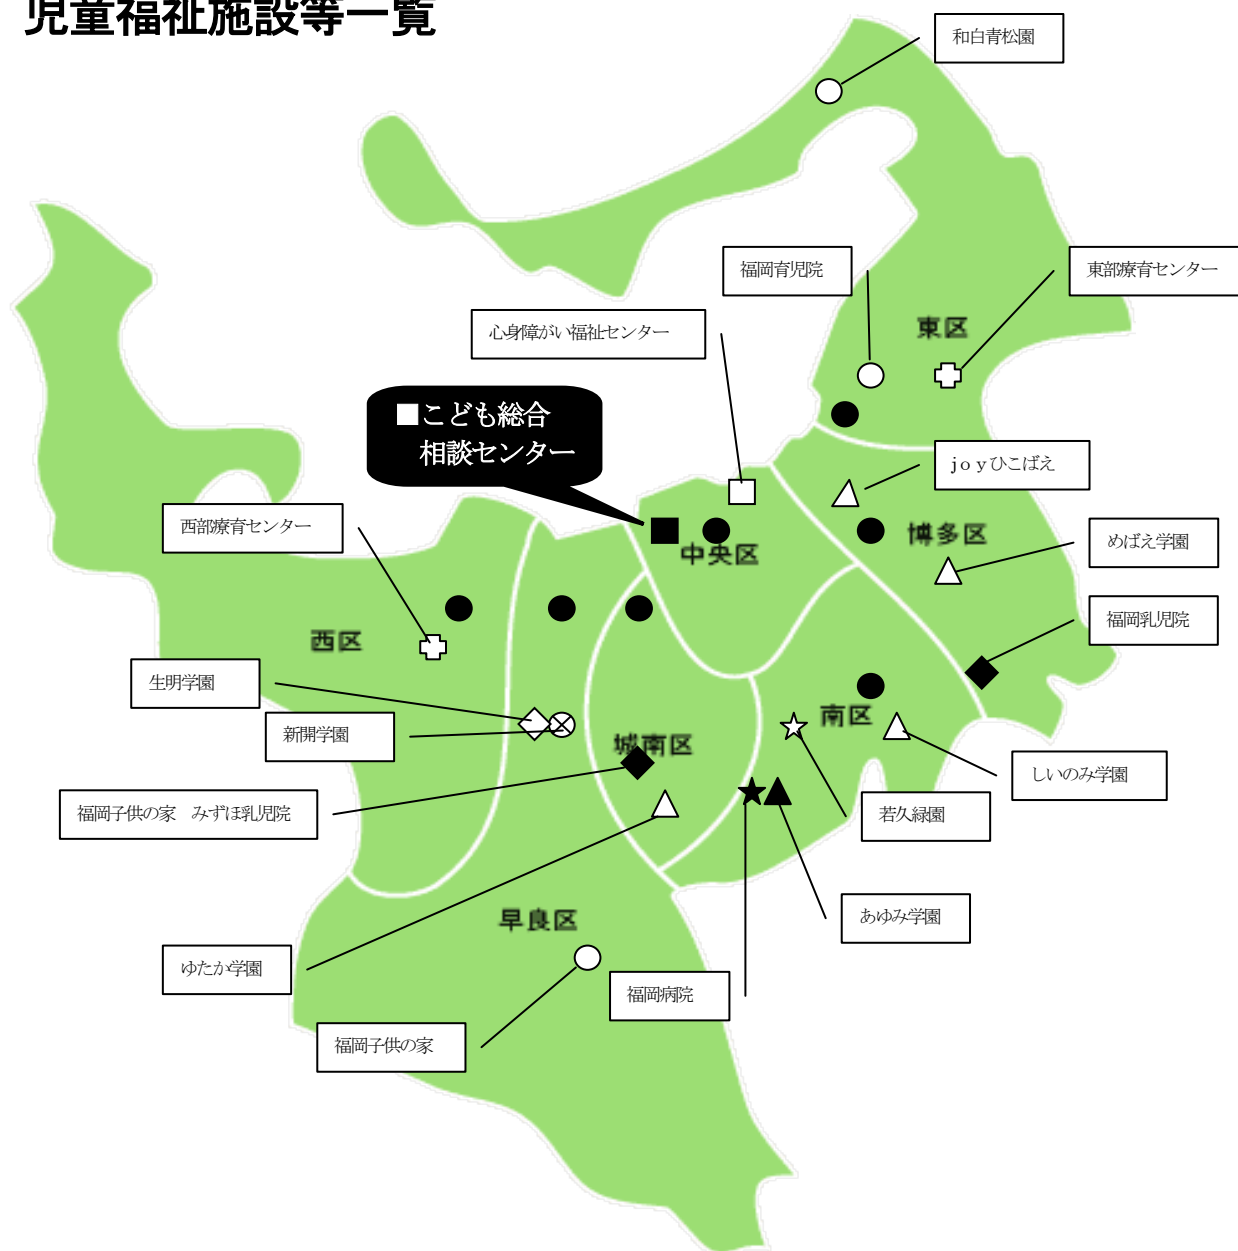 児童福祉施設等一覧
和白青松園
福岡育児院
東部療育センター
東区
心身障がい福祉センター
■こども総合
相談センター
joyひこばえ
西部療育センター
中央区
博多区
めばえ学園
福岡乳児院
西区
生明学園
新開学園
南区
城南区
しいのみ学園
福岡子供の家 みずほ乳児院
若久緑園
あゆみ学園
早良区
ゆたか学園
福岡病院
福岡子供の家